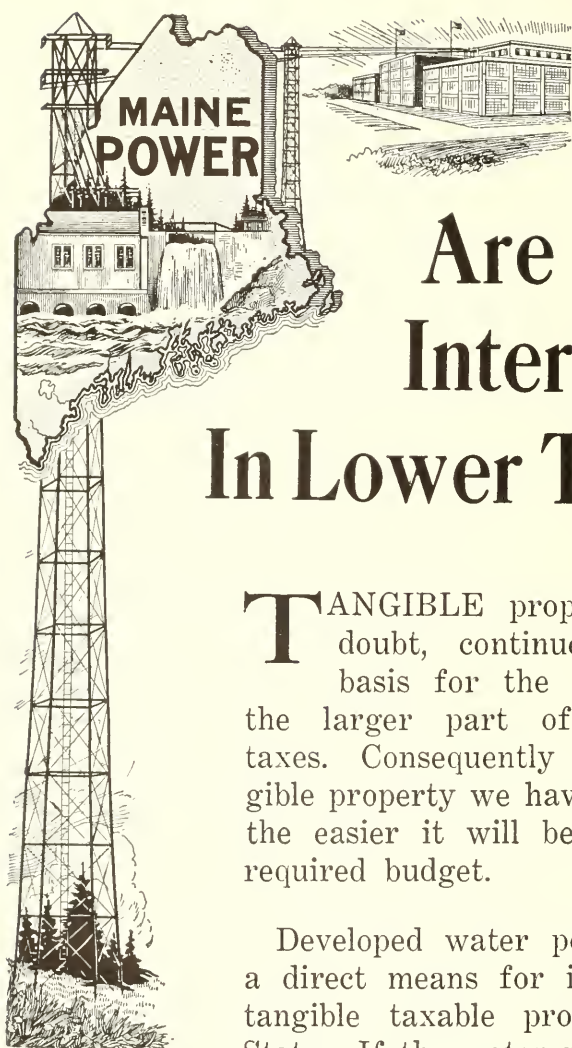 MAINE
POWER
Are
Inter
In Lower T
TANGIBLE prop
doubt, continue
basis for the
the larger part of
taxes. Consequently
gible property we hav
the easier it will be
required budget.
Developed water p
a direct means for i
tangible taxable pro